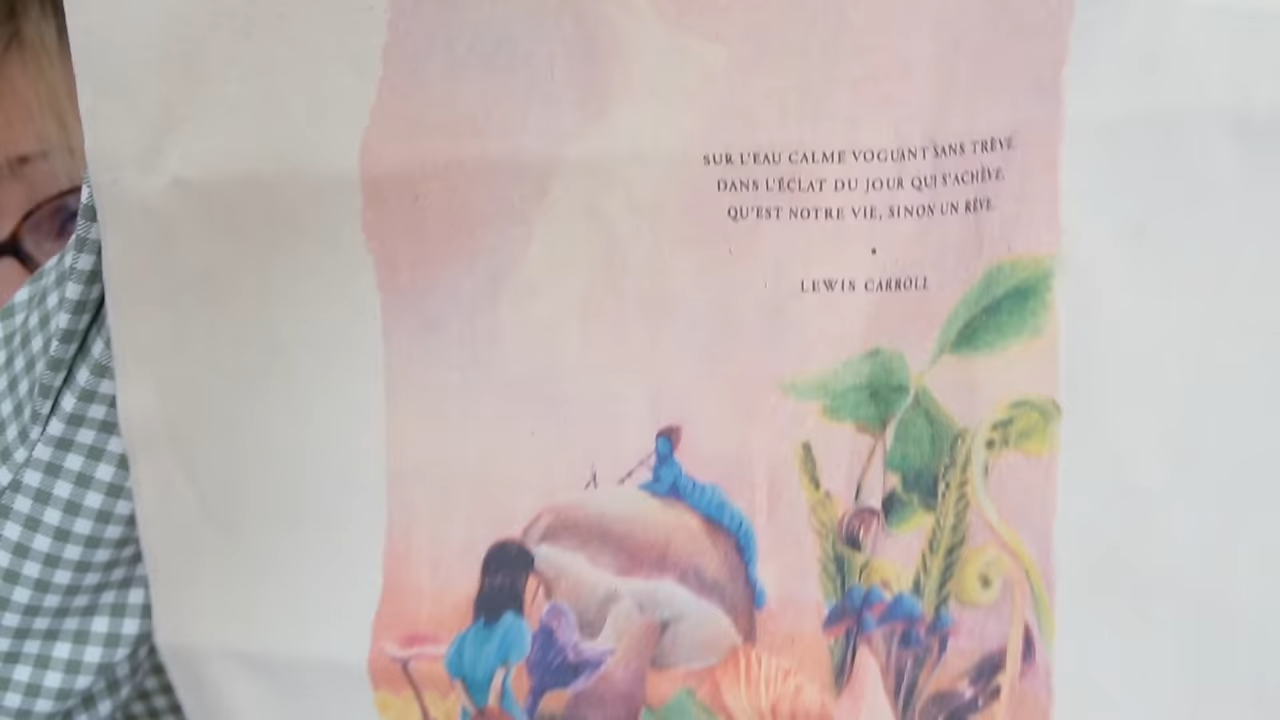 SUR L'EAU CALME VOGUANT SANS TRÊVE
DANS L'ÉCLAT DU JOUR QUI S'ACHÈVE,
QU'EST NOTRE VIE, SINON UN RÊVE.
•
LEWIS CARROLL